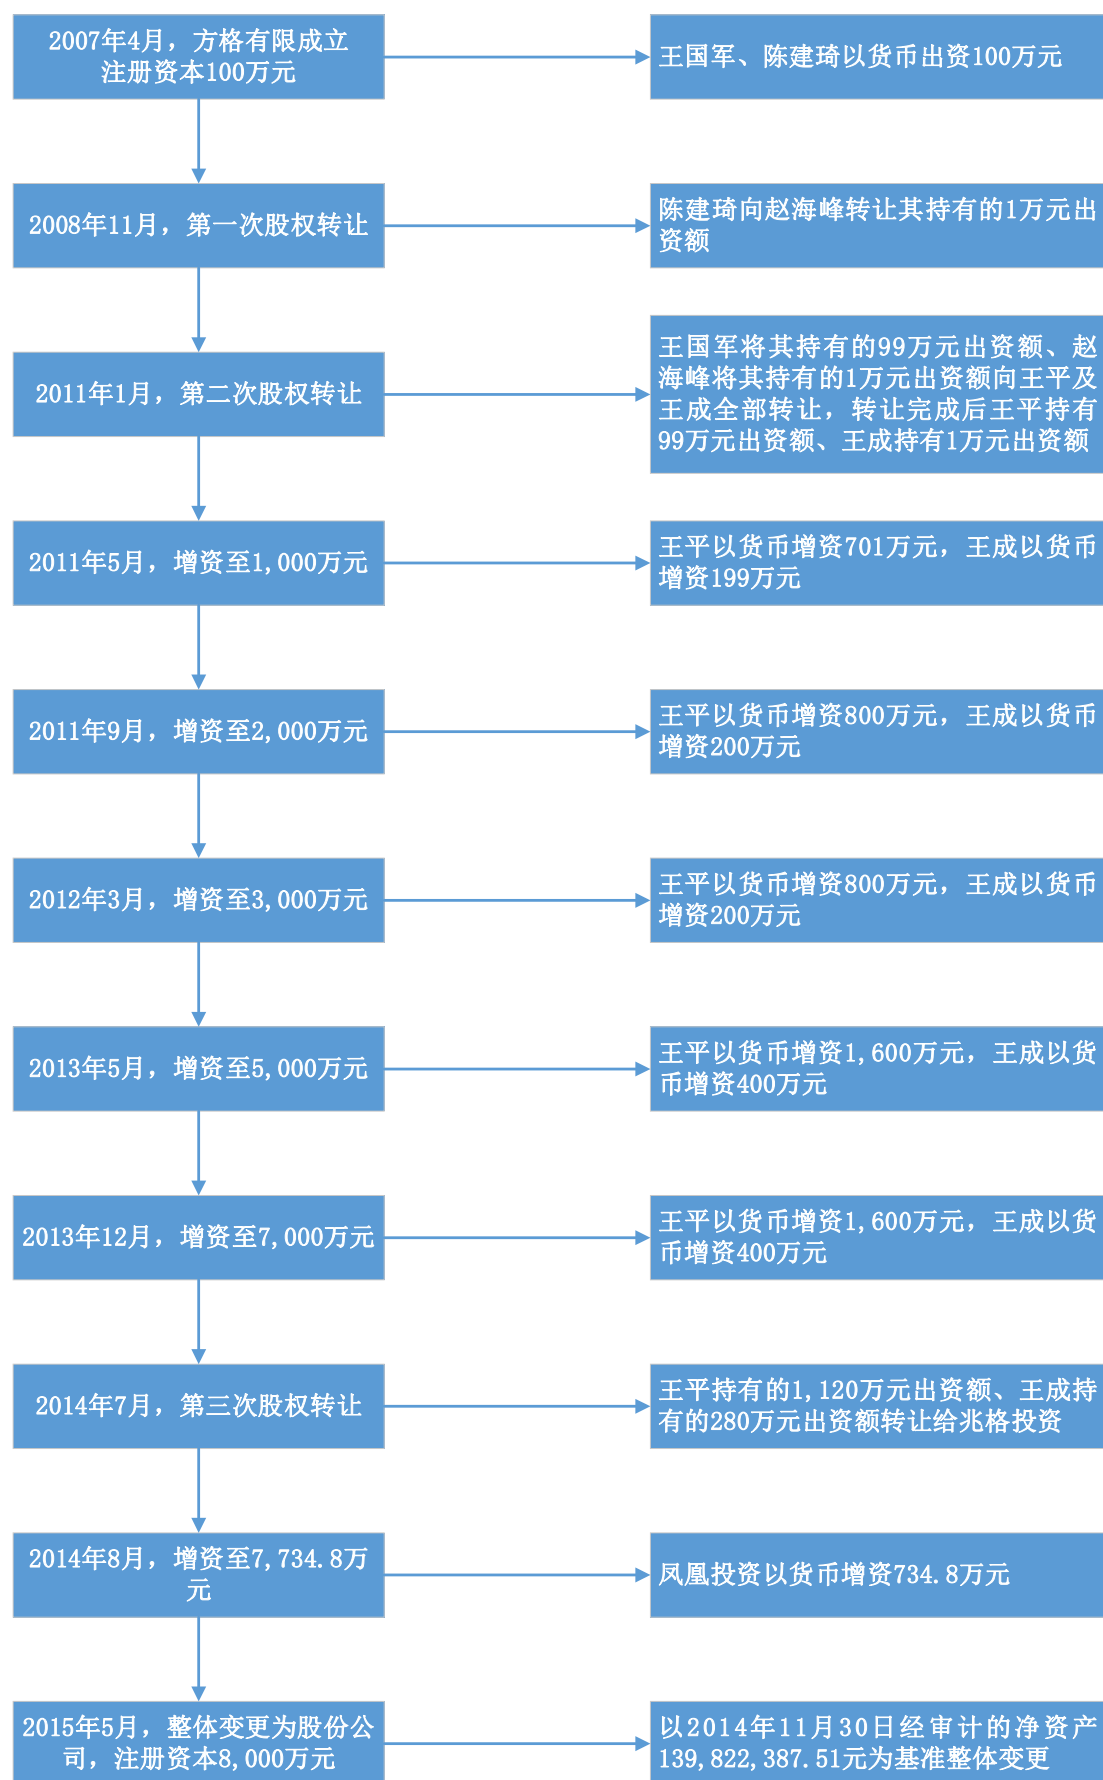 2007年4月，方格有限成立
注册资本100万元
王国军、陈建琦以货币出资100万元
2008年11月，第一次股权转让
陈建琦向赵海峰转让其持有的1万元出
资额
2011年1月，第二次股权转让
王国军将其持有的99万元出资额、赵
海峰将其持有的1万元出资额向王平及
王成全部转让，转让完成后王平持有
99万元出资额、王成持有1万元出资额
2011年5月，增资至1,000万元
王平以货币增资701万元，王成以货币
增资199万元
2011年9月，增资至2,000万元
王平以货币增资800万元，王成以货币
增资200万元
2012年3月，增资至3,000万元
王平以货币增资800万元，王成以货币
增资200万元
2013年5月，增资至5,000万元
王平以货币增资1,600万元，王成以货
币增资400万元
2013年12月，增资至7,000万元
王平以货币增资1,600万元，王成以货
币增资400万元
2014年7月，第三次股权转让
王平持有的1,120万元出资额、王成持
有的280万元出资额转让给兆格投资
2014年8月，增资至7,734.8万
元
凤凰投资以货币增资734.8万元
2015年5月，整体变更为股份公
司，注册资本8,000万元
以2014年11月30日经审计的净资产
139,822,387.51元为基准整体变更